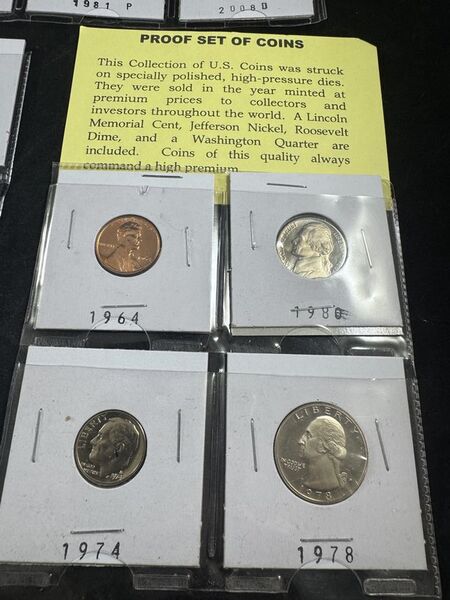 1981 P
2008 D
PROOF SET OF COINS
This Collection of U.S. Coins was struck
on specially polished, high-pressure dies.
They were sold in the year minted at
premium prices to collectors and
investors throughout the world. A Lincoln
Memorial Cent, Jefferson Nickel, Roosevelt
Dime, and a Washington Quarter are
included. Coins of this quality always
command a high premium.
1964
1980
LIBERTY
1974
LIBERTY
1978
1978